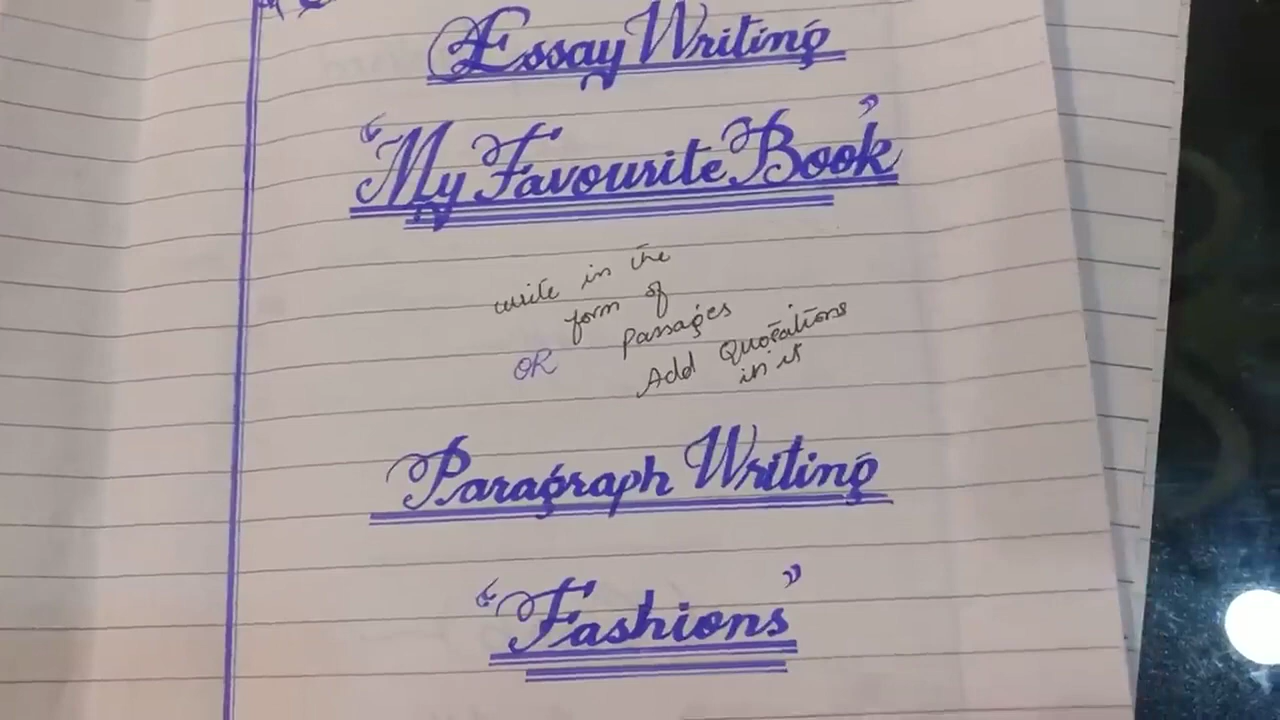 Essay Writing
"My Favourite Book"
write in the
form of
Passages
OR
Add Quotations
in it
Paragraph Writing
"Fashions"